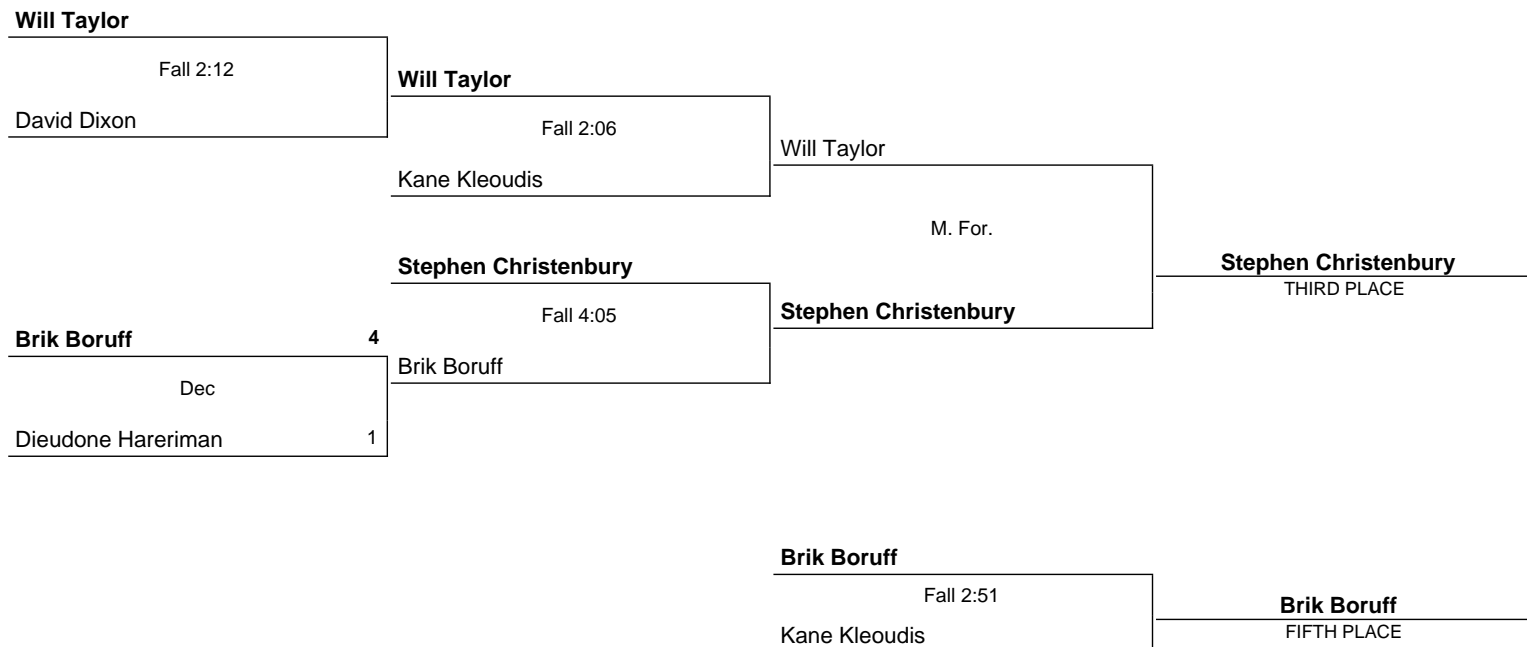 Will Taylor
Fall 2:12
David Dixon
Will Taylor
Fall 2:06
Kane Kleoudis
Will Taylor
M. For.
Stephen Christenbury
Stephen Christenbury
THIRD PLACE
Fall 4:05
Stephen Christenbury
Brik Boruff 4
Brik Boruff
Dec
Dieudone Hareriman 1
Brik Boruff
Fall 2:51
Brik Boruff
Kane Kleoudis
FIFTH PLACE